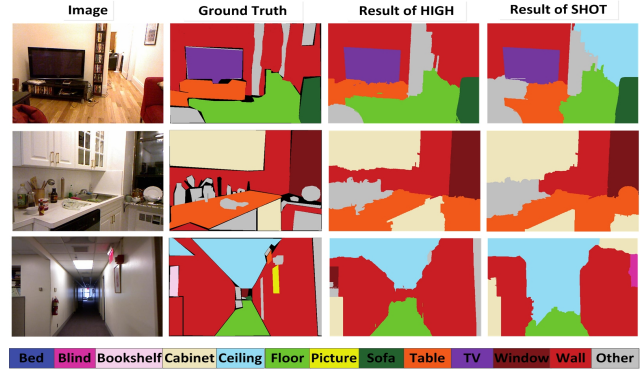 Image Ground Truth Result of HIGH Result of SHOT
Bed Blind Bookshelf Cabinet Ceiling Floor Picture Sofa Table TV Window Wall Other